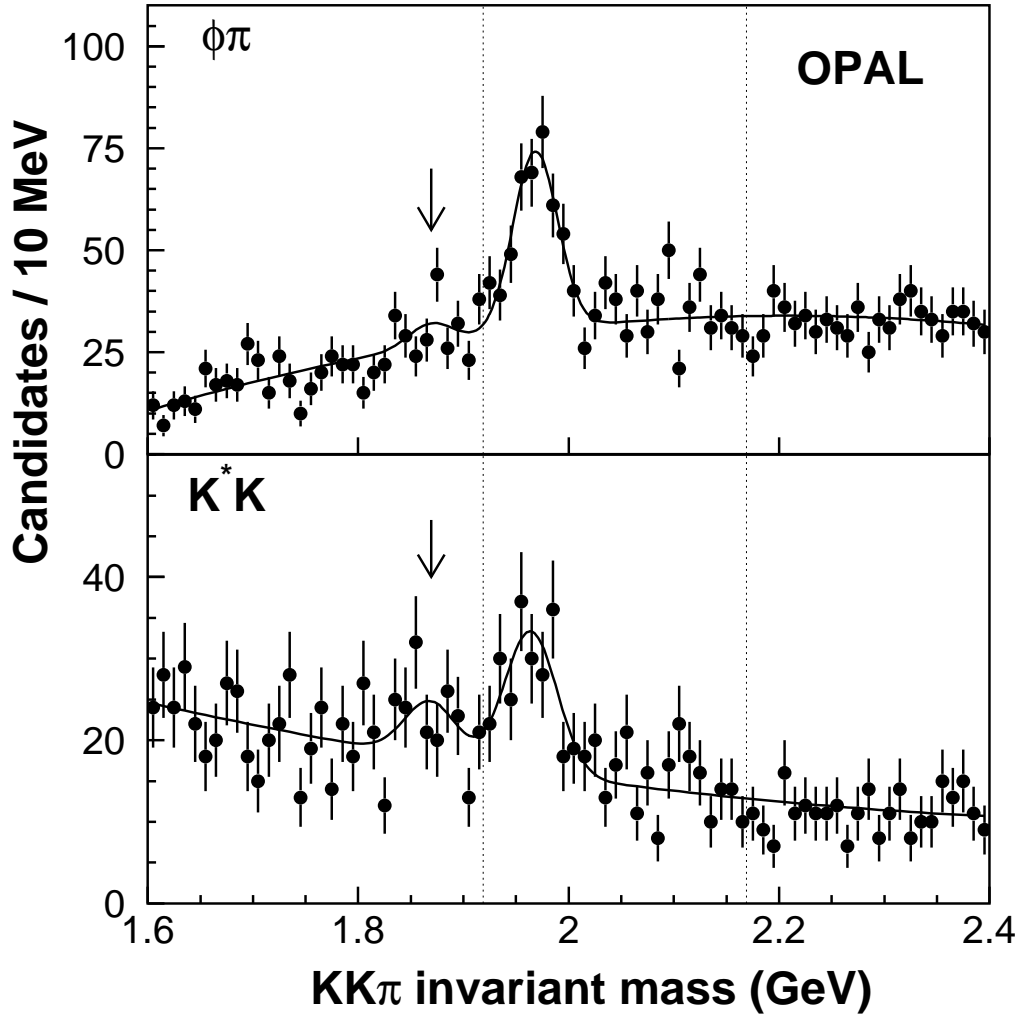 Candidates / 10 MeV
ϕπ
OPAL
100
75
50
25
0
K*K
40
20
0
1.6 1.8 2 2.2 2.4
KKπ invariant mass (GeV)